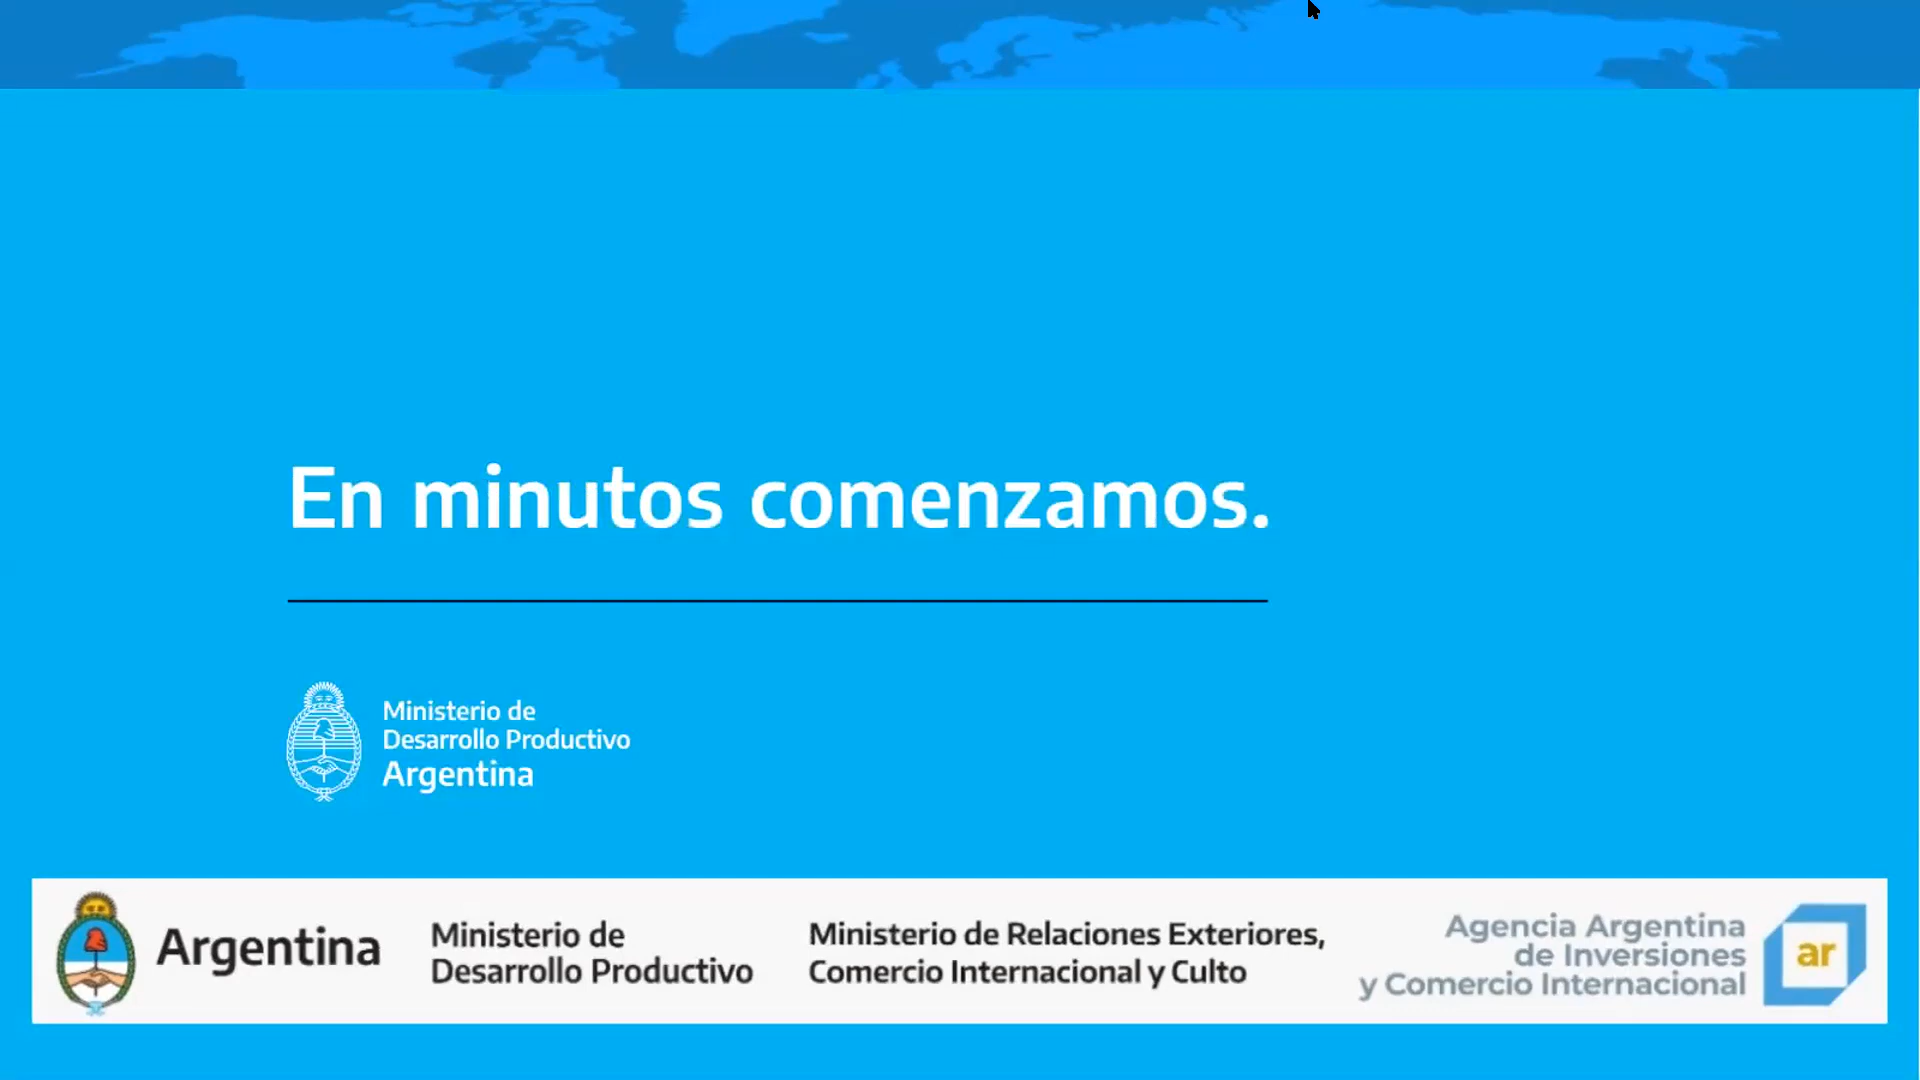 En minutos comenzamos.
Ministerio de
Desarrollo Productivo
Argentina
Argentina
Ministerio de
Desarrollo Productivo
Ministerio de Relaciones Exteriores,
Comercio Internacional y Culto
Agencia Argentina
de Inversiones
y Comercio Internacional
ar